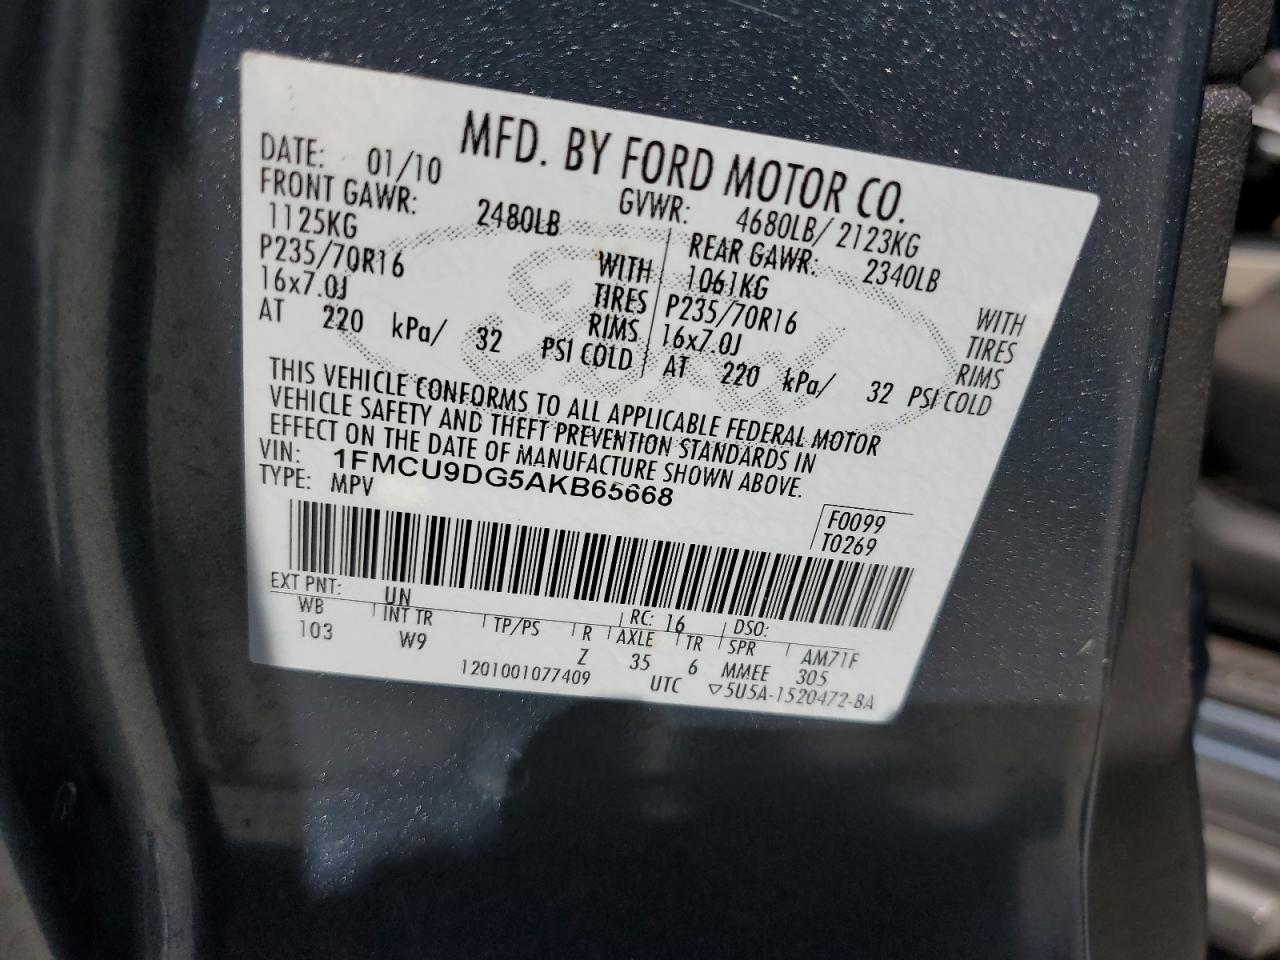 MFD. BY FORD MOTOR CO.
DATE: 01/10 GVWR: 4680LB/ 2123KG
FRONT GAWR: 2480LB REAR GAWR: 2340LB
1125KG WITH 1061KG WITH
P235/70R16 TIRES P235/70R16 TIRES
16x7.0J RIMS 16x7.0J RIMS
AT 220 kPa/ 32 PSI COLD AT 220 kPa/ 32 PSI COLD
THIS VEHICLE CONFORMS TO ALL APPLICABLE FEDERAL MOTOR
VEHICLE SAFETY AND THEFT PREVENTION STANDARDS IN
EFFECT ON THE DATE OF MANUFACTURE SHOWN ABOVE.
VIN: 1FMCU9DG5AKB65668
TYPE: MPV
F0099
T0269
EXT PNT: UN RC: 16 DSO:
WB INT TR TP/PS R AXLE TR SPR AM71F
103 W9 Z 35 6 MMEE 305
1201001077409 UTC ▽5U5A-1520472-BA